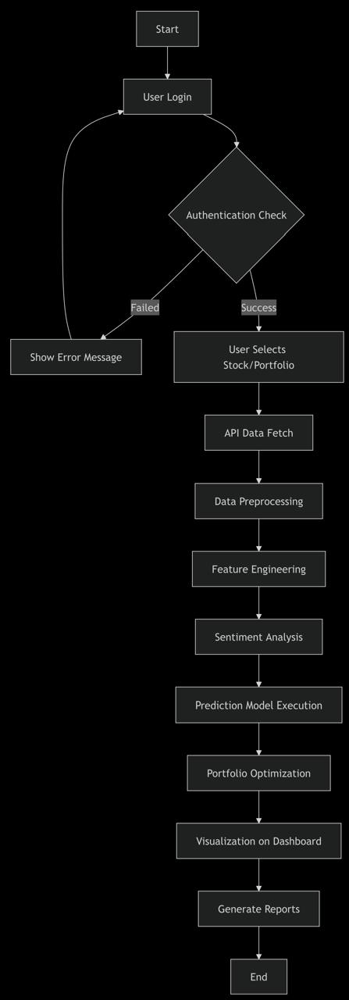 Start
User Login
Authentication Check
Failed
Success
Show Error Message
User Selects
Stock/Portfolio
API Data Fetch
Data Preprocessing
Feature Engineering
Sentiment Analysis
Prediction Model Execution
Portfolio Optimization
Visualization on Dashboard
Generate Reports
End